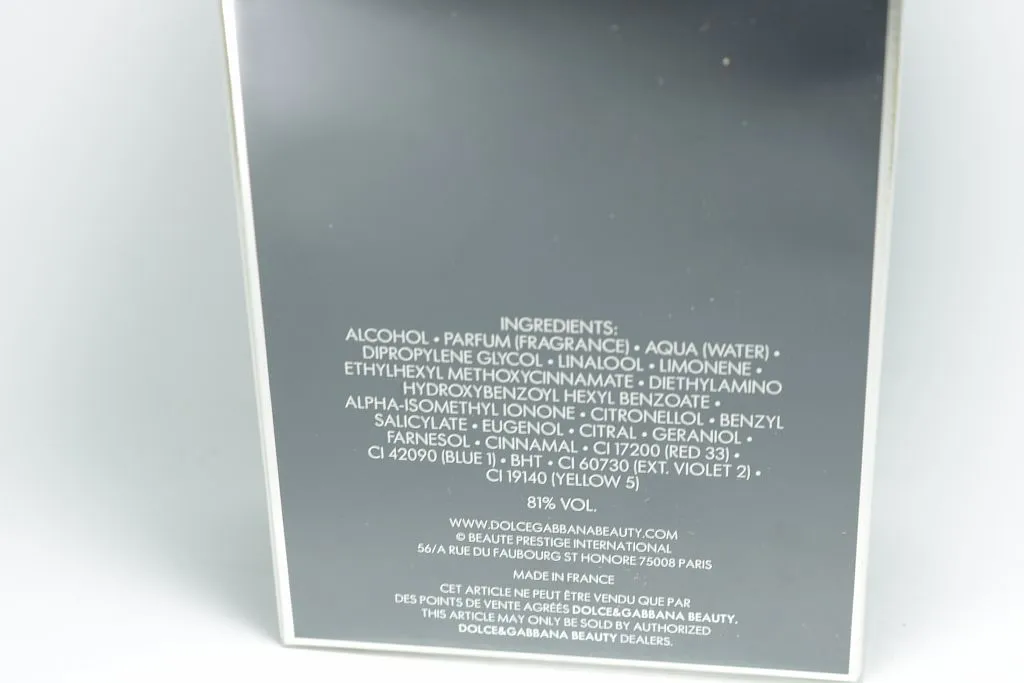 INGREDIENTS:
ALCOHOL • PARFUM (FRAGRANCE) • AQUA (WATER) •
DIPROPYLENE GLYCOL • LINALOOL • LIMONENE •
ETHYLHEXYL METHOXYCINNAMATE • DIETHYLAMINO
HYDROXYBENZOYL HEXYL BENZOATE •
ALPHA-ISOMETHYL IONONE • CITRONELLOL • BENZYL
SALICYLATE • EUGENOL • CITRAL • GERANIOL •
FARNESOL • CINNAMAL • CI 17200 (RED 33) •
CI 42090 (BLUE 1) • BHT • CI 60730 (EXT. VIOLET 2) •
CI 19140 (YELLOW 5)
81% VOL.
WWW.DOLCEGABBANABEAUTY.COM
© BEAUTE PRESTIGE INTERNATIONAL
56/A RUE DU FAUBOURG ST HONORE 75008 PARIS
MADE IN FRANCE
CET ARTICLE NE PEUT ÊTRE VENDU QUE PAR
DES POINTS DE VENTE AGRÉÉS DOLCE&GABBANA BEAUTY.
THIS ARTICLE MAY ONLY BE SOLD BY AUTHORIZED
DOLCE&GABBANA BEAUTY DEALERS.